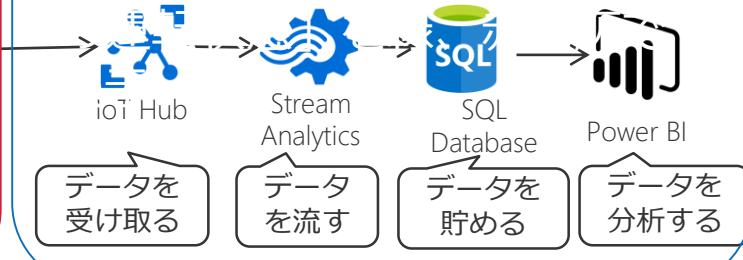 SQL
IoT Hub
Stream
Analytics
SQL
Database
Power BI
データを
受け取る
データ
を流す
データを
貯める
データを
分析する